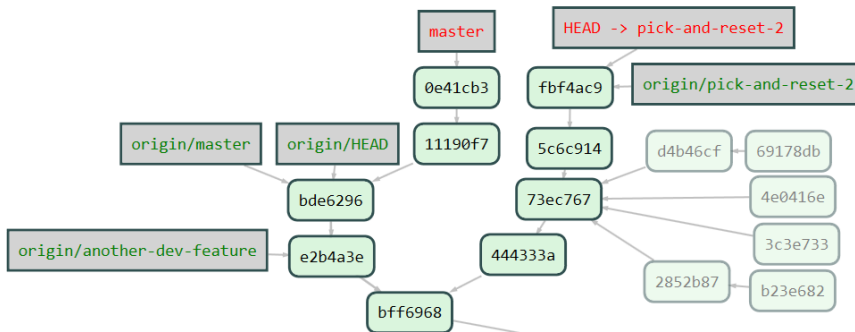 HEAD -> pick-and-reset-2
master
0e41cb3
fbf4ac9
origin/pick-and-reset-2
origin/master
origin/HEAD
11190f7
5c6c914
d4b46cf
69178db
bde6296
73ec767
4e0416e
origin/another-dev-feature
e2b4a3e
444333a
3c3e733
2852b87
b23e682
bff6968